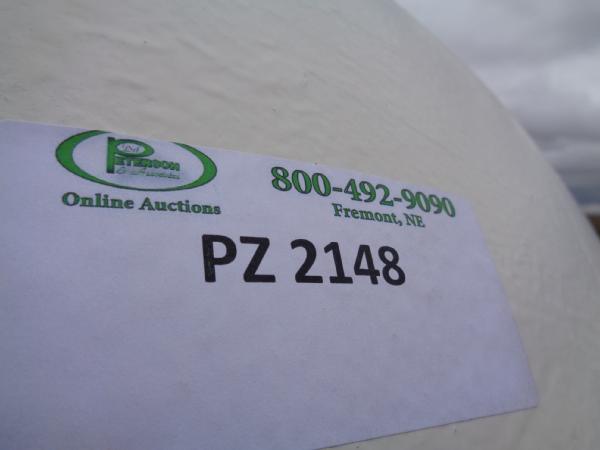 PETERSON
Online Auctions
800-492-9090
Fremont, NE
PZ 2148